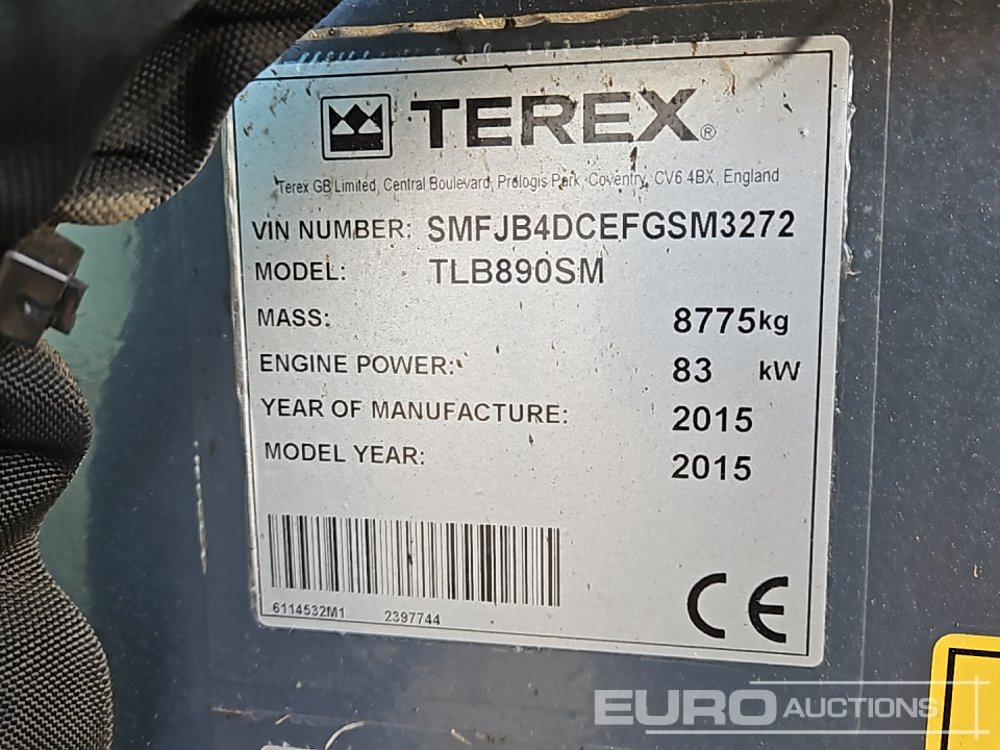 TEREX®
Terex GB Limited, Central Boulevard, Prologis Park, Coventry, CV6 4BX, England
VIN NUMBER: SMFJB4DCEFGSM3272
MODEL: TLB890SM
MASS: 8775kg
ENGINE POWER: 83 kW
YEAR OF MANUFACTURE: 2015
MODEL YEAR: 2015
6114532M1 2397744
CE
EURO AUCTIONS